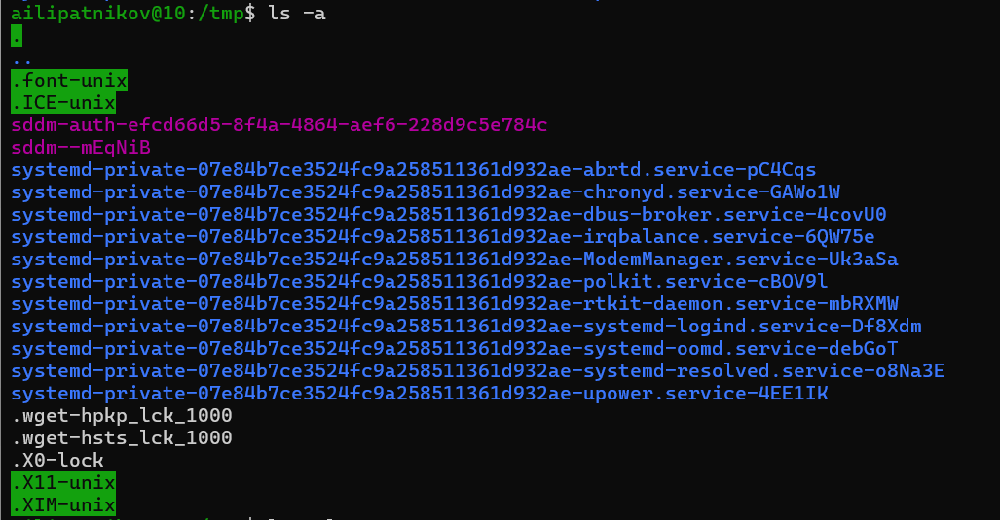 ailipatnikov@10:/tmp$ ls -a
.
..
.font-unix
.ICE-unix
sddm-auth-efcd66d5-8f4a-4864-aef6-228d9c5e784c
sddm--mEqNiB
systemd-private-07e84b7ce3524fc9a258511361d932ae-abrtd.service-pC4Cqs
systemd-private-07e84b7ce3524fc9a258511361d932ae-chronyd.service-GAWo1W
systemd-private-07e84b7ce3524fc9a258511361d932ae-dbus-broker.service-4covU0
systemd-private-07e84b7ce3524fc9a258511361d932ae-irqbalance.service-6QW75e
systemd-private-07e84b7ce3524fc9a258511361d932ae-ModemManager.service-Uk3aSa
systemd-private-07e84b7ce3524fc9a258511361d932ae-polkit.service-cBOV9l
systemd-private-07e84b7ce3524fc9a258511361d932ae-rtkit-daemon.service-mbRXMW
systemd-private-07e84b7ce3524fc9a258511361d932ae-systemd-logind.service-Df8Xdm
systemd-private-07e84b7ce3524fc9a258511361d932ae-systemd-oomd.service-debGoT
systemd-private-07e84b7ce3524fc9a258511361d932ae-systemd-resolved.service-o8Na3E
systemd-private-07e84b7ce3524fc9a258511361d932ae-upower.service-4EE1IK
.wget-hpkp_lck_1000
.wget-hsts_lck_1000
.X0-lock
.X11-unix
.XIM-unix